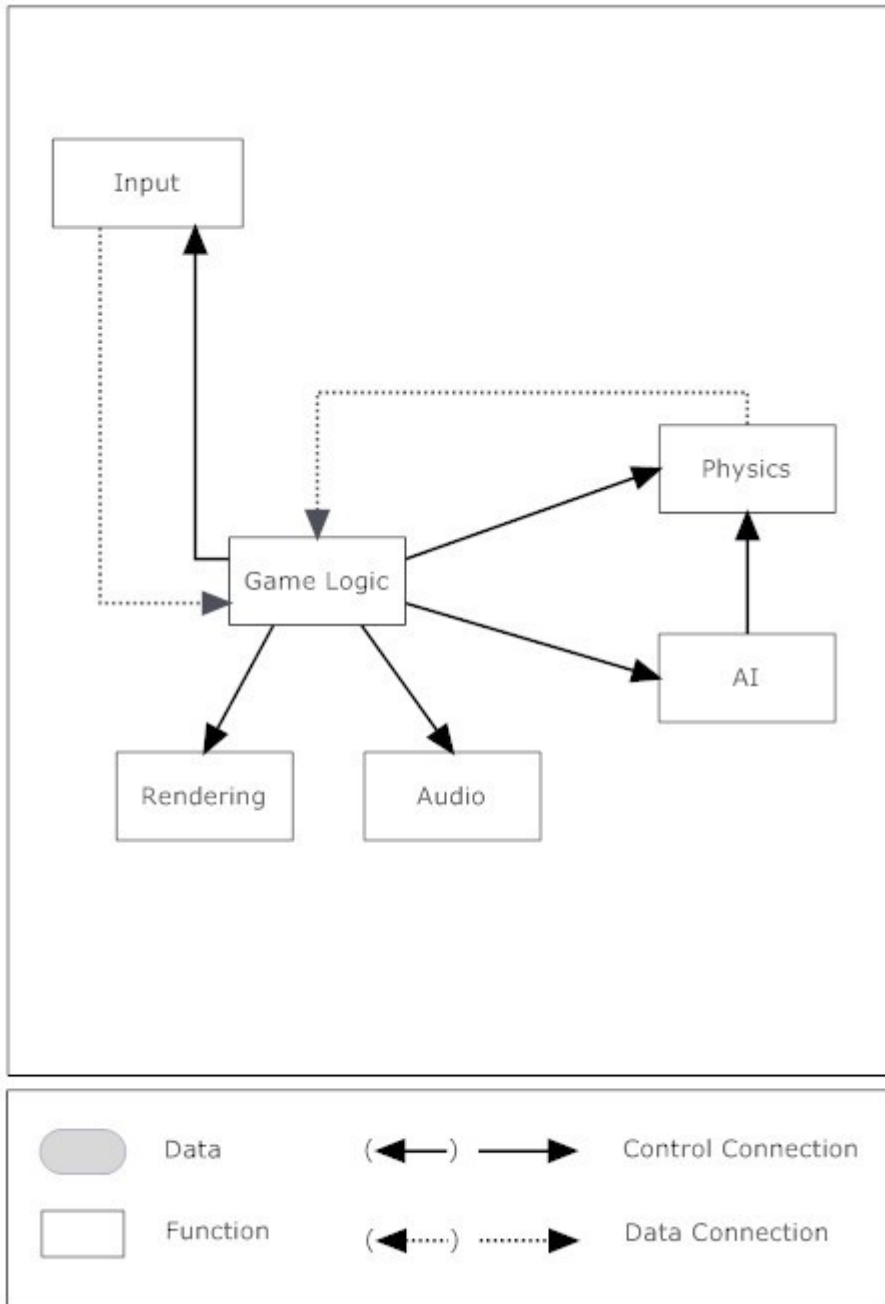 Input
Physics
Game Logic
AI
Rendering
Audio
Data
( ) Control Connection
Function
( ) Data Connection